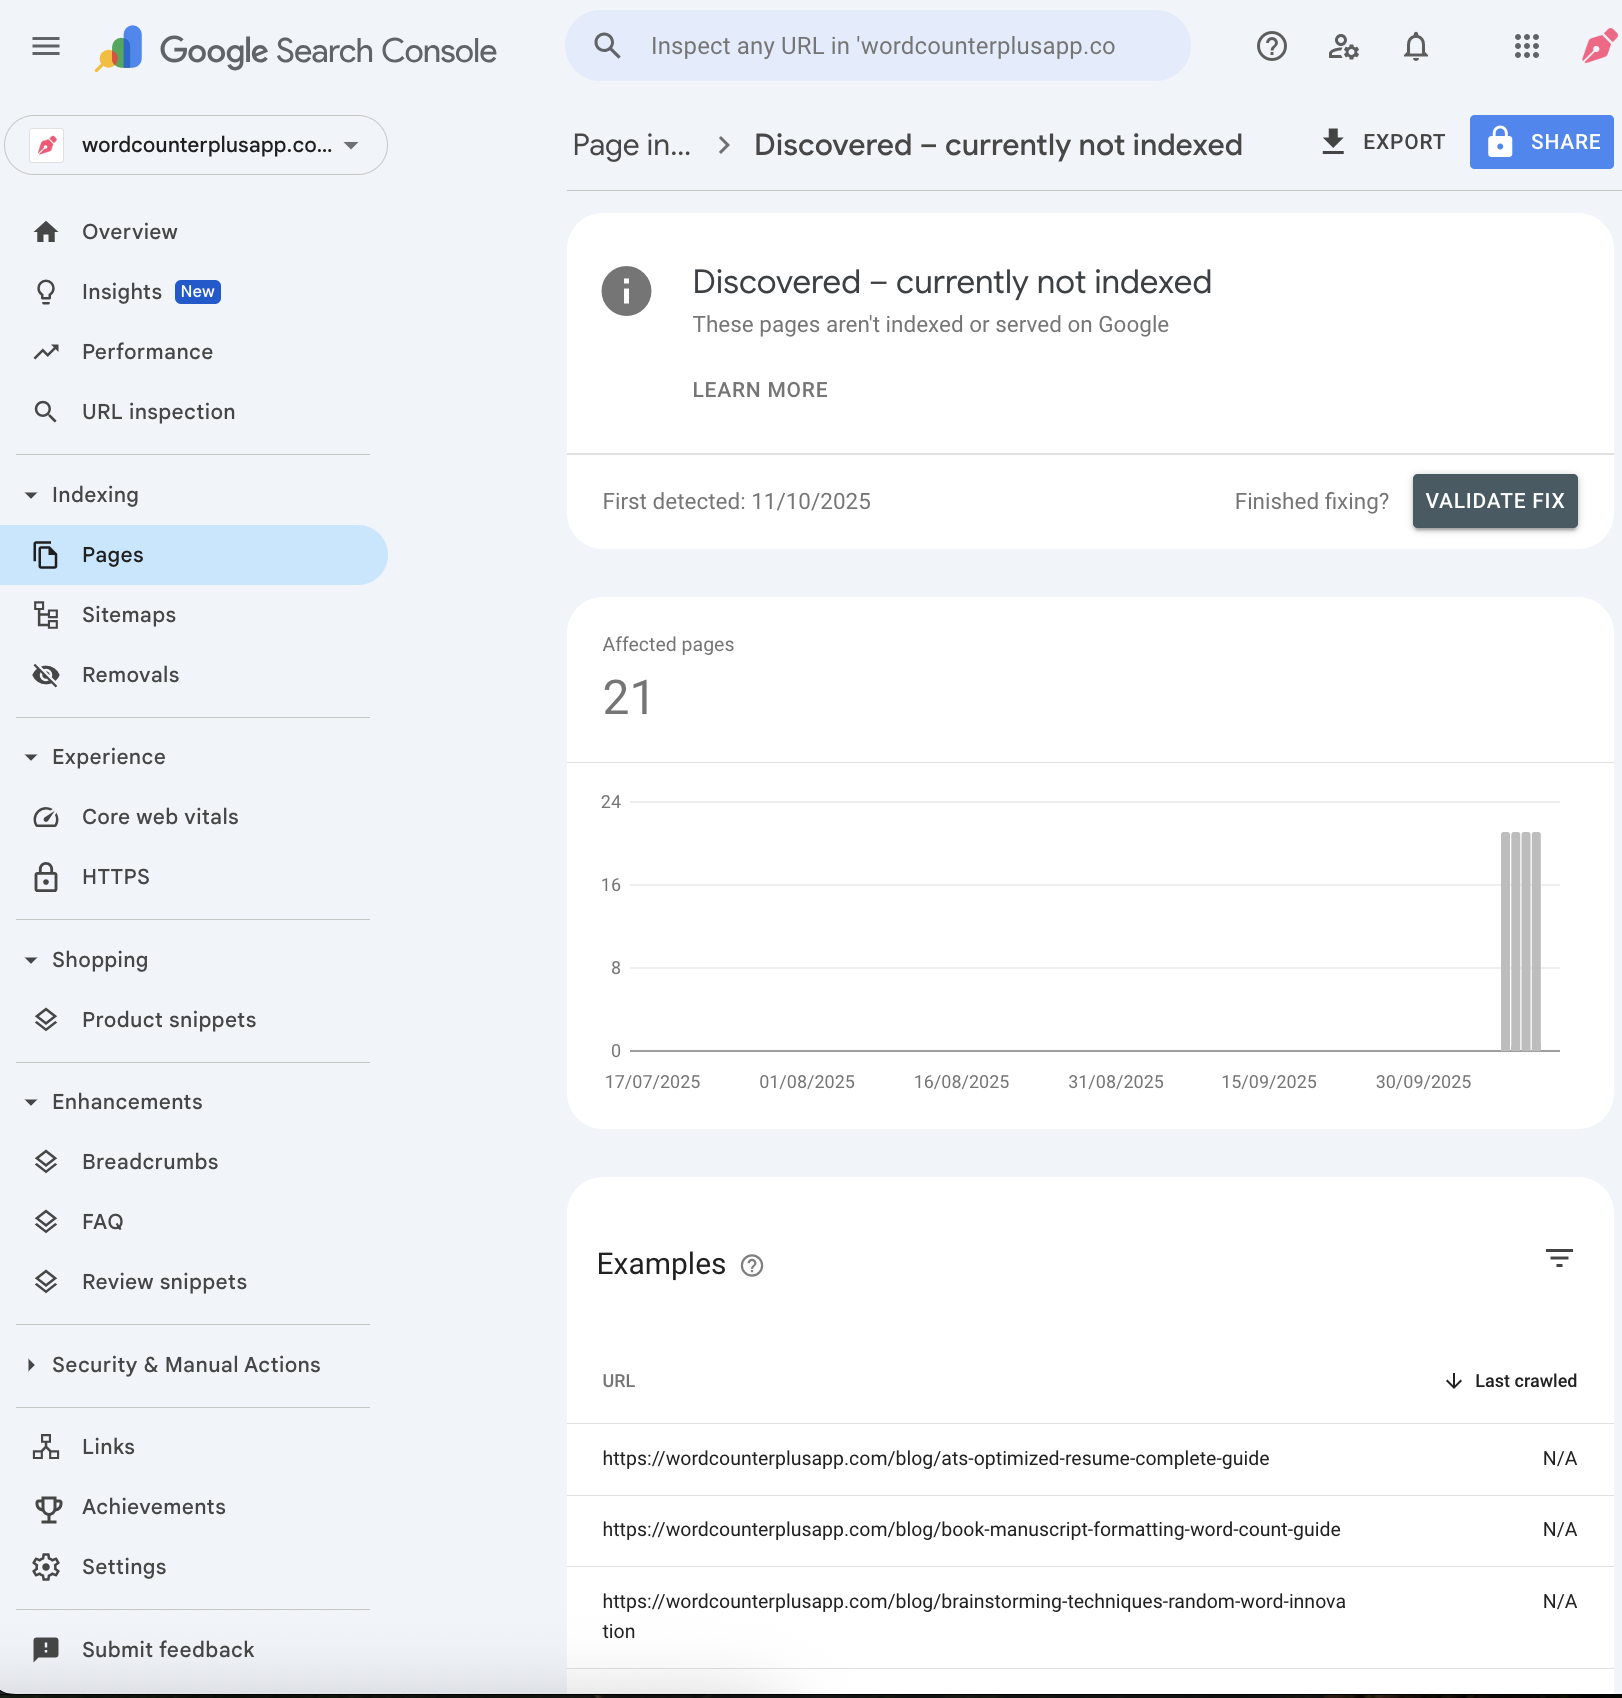 Google Search Console
Inspect any URL in 'wordcounterplusapp.co
wordcounterplusapp.co...
Page in...
Discovered – currently not indexed
EXPORT
SHARE
Overview
Insights New
Performance
URL inspection
Indexing
Pages
Sitemaps
Removals
Experience
Core web vitals
HTTPS
Shopping
Product snippets
Enhancements
Breadcrumbs
FAQ
Review snippets
Security & Manual Actions
Links
Achievements
Settings
Submit feedback
Discovered – currently not indexed
These pages aren't indexed or served on Google
LEARN MORE
First detected: 11/10/2025
Finished fixing?
VALIDATE FIX
Affected pages
21
24
16
8
0
17/07/2025 01/08/2025 16/08/2025 31/08/2025 15/09/2025 30/09/2025
Examples
URL Last crawled
https://wordcounterplusapp.com/blog/ats-optimized-resume-complete-guide N/A
https://wordcounterplusapp.com/blog/book-manuscript-formatting-word-count-guide N/A
https://wordcounterplusapp.com/blog/brainstorming-techniques-random-word-innova N/A
tion